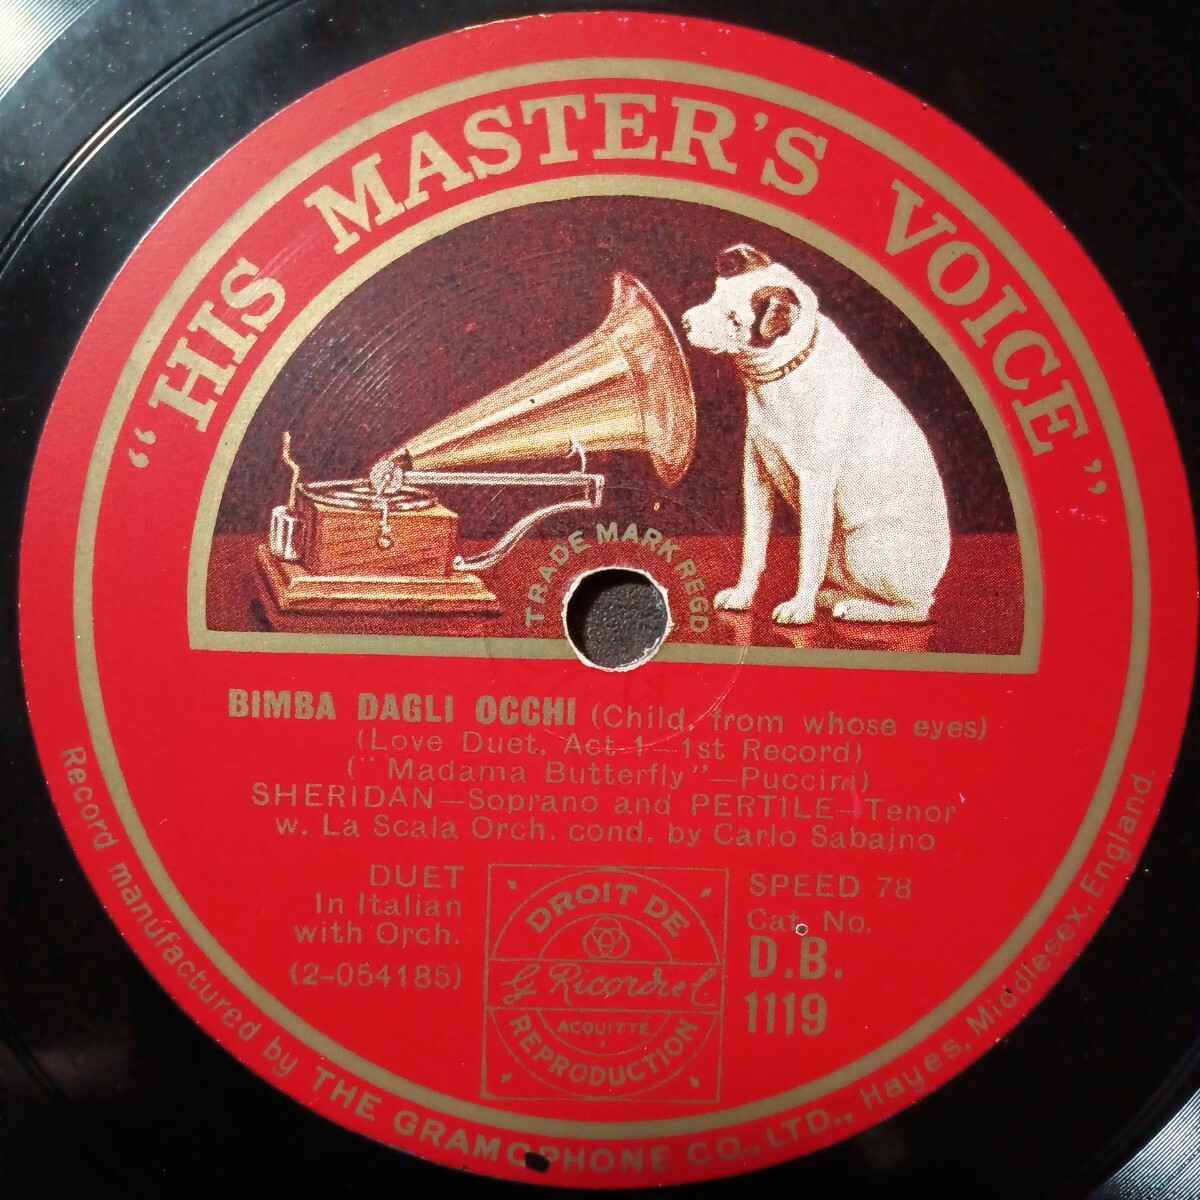 "HIS MASTER'S VOICE"
TRADE MARK REGD
BIMBA DAGLI OCCHI (Child, from whose eyes)
(Love Duet, Act 1—1st Record)
("Madama Butterfly"—Puccini)
SHERIDAN—Soprano and PERTILE—Tenor
w. La Scala Orch. cond. by Carlo Sabajno
DUET
In Italian
with Orch.
(2-054185)
DROIT DE
G Ricordi e C.
ACQUITTÉ
REPRODUCTION
SPEED 78
Cat. No.
D.B.
1119
Record manufactured by THE GRAMOPHONE CO., LTD., Hayes, Middlesex, England.